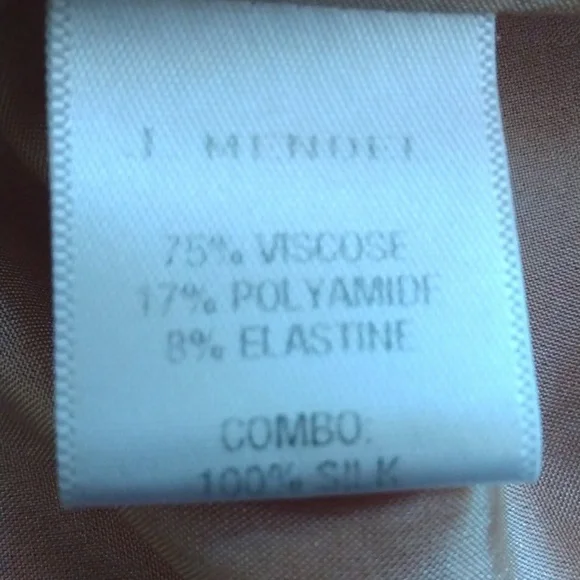 J. MENDEL
75% VISCOSE
17% POLYAMIDE
8% ELASTINE
COMBO:
100% SILK